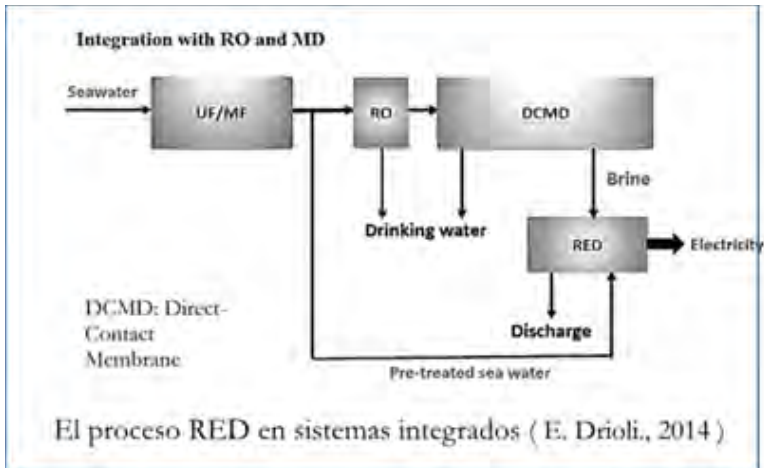 Integration with RO and MD
Seawater
UF/MF
RO
DCMD
Brine
Drinking water
RED
Electricity
DCMD: Direct-
Contact
Membrane
Discharge
Pre-treated sea water
El proceso RED en sistemas integrados ( E. Drioli., 2014 )